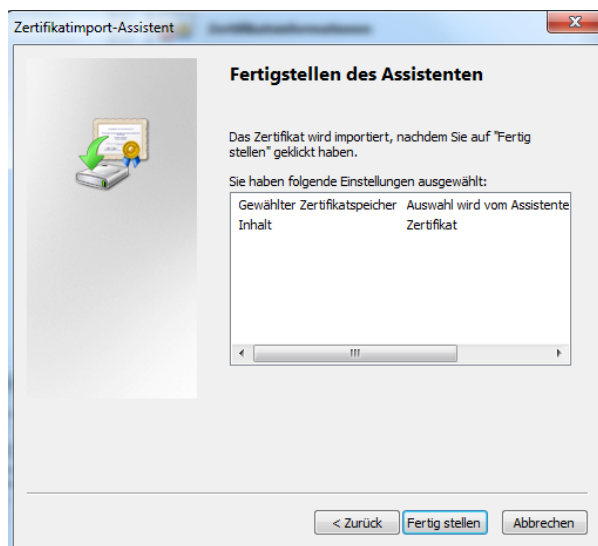 Zertifikatimport-Assistent
Fertigstellen des Assistenten
Das Zertifikat wird importiert, nachdem Sie auf "Fertig
stellen" geklickt haben.
Sie haben folgende Einstellungen ausgewählt:
Gewählter Zertifikatspeicher Auswahl wird vom Assistente
Inhalt Zertifikat
< Zurück Fertig stellen Abbrechen